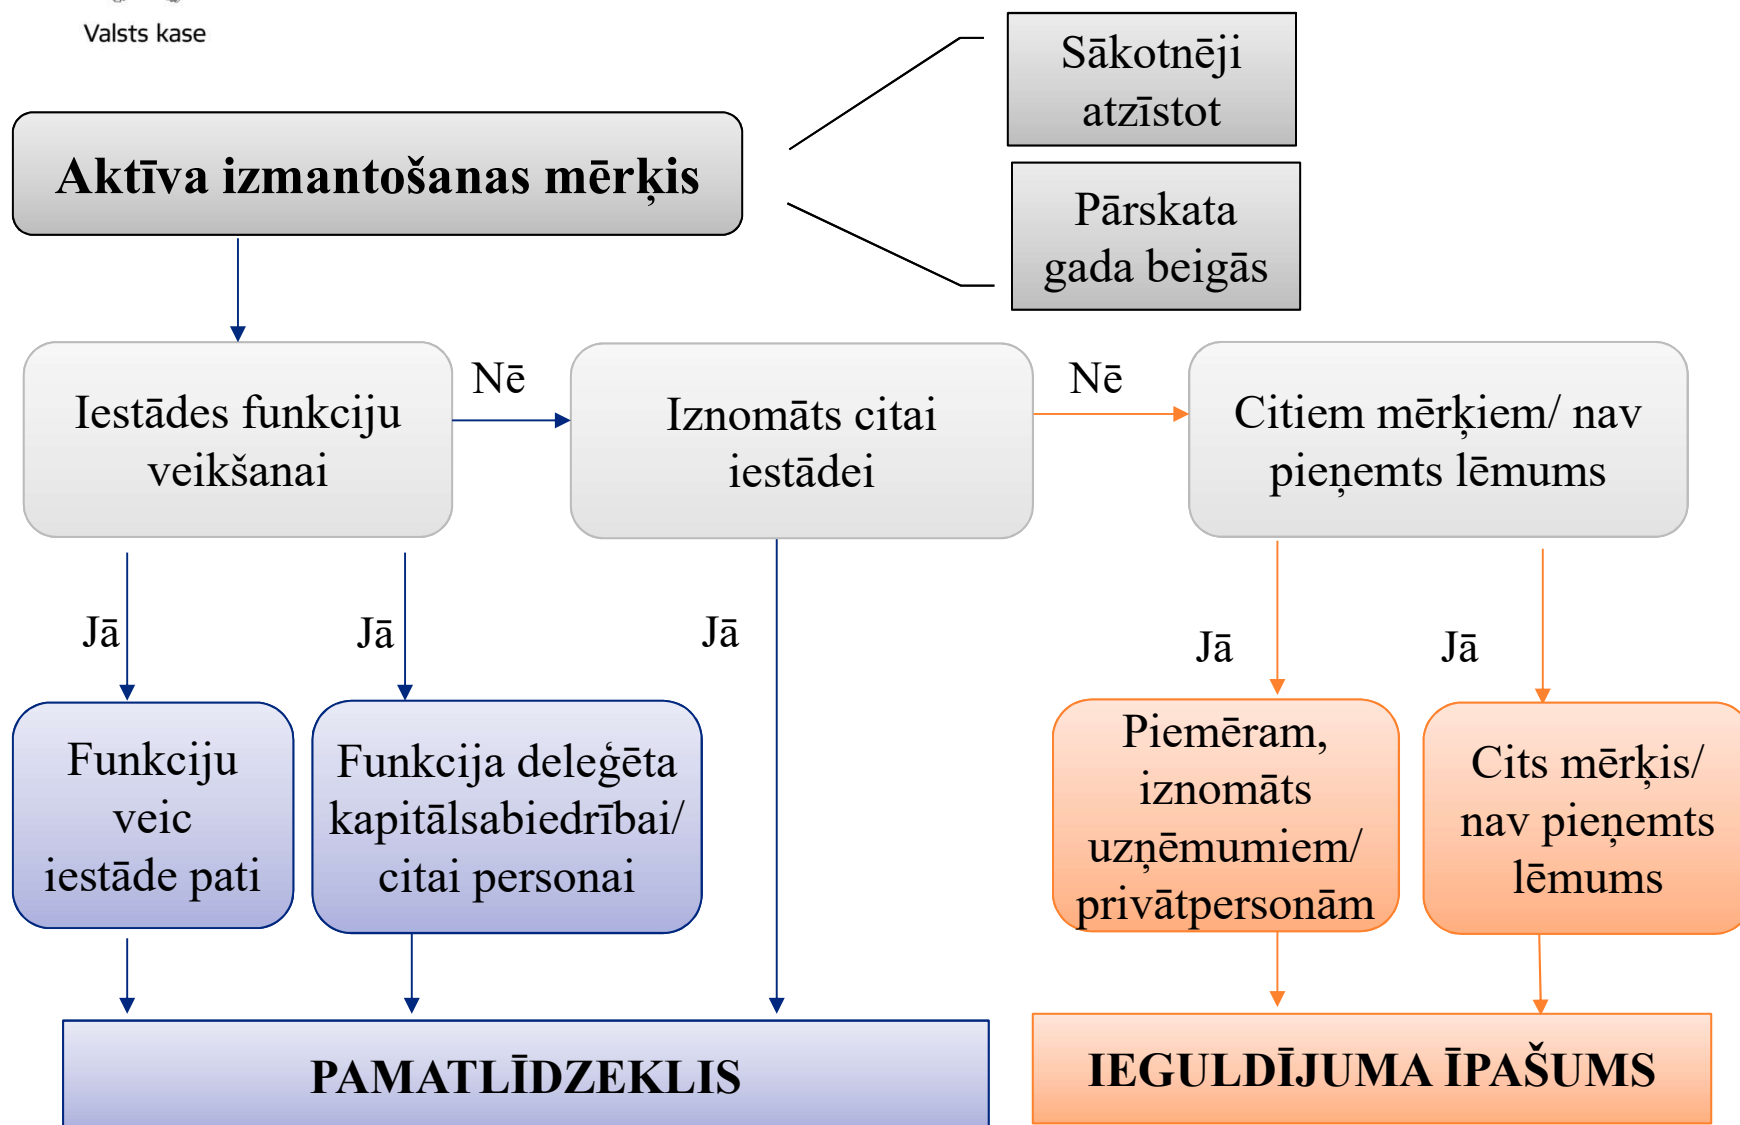 Valsts kase
Sākotnēji
atzīstot
Aktīva izmantošanas mērķis
Pārskata
gada beigās
Iestādes funkciju
veikšanai
Nē
Iznomāts citai
iestādei
Nē
Citiem mērķiem/ nav
pieņemts lēmums
Jā
Jā
Jā
Jā
Jā
Funkciju
veic
iestāde pati
Funkcija deleģēta
kapitālsabiedrībai/
citai personai
Piemēram,
iznomāts
uzņēmumiem/
privātpersonām
Cits mērķis/
nav pieņemts
lēmums
PAMATLĪDZEKLIS
IEGULDĪJUMA ĪPAŠUMS